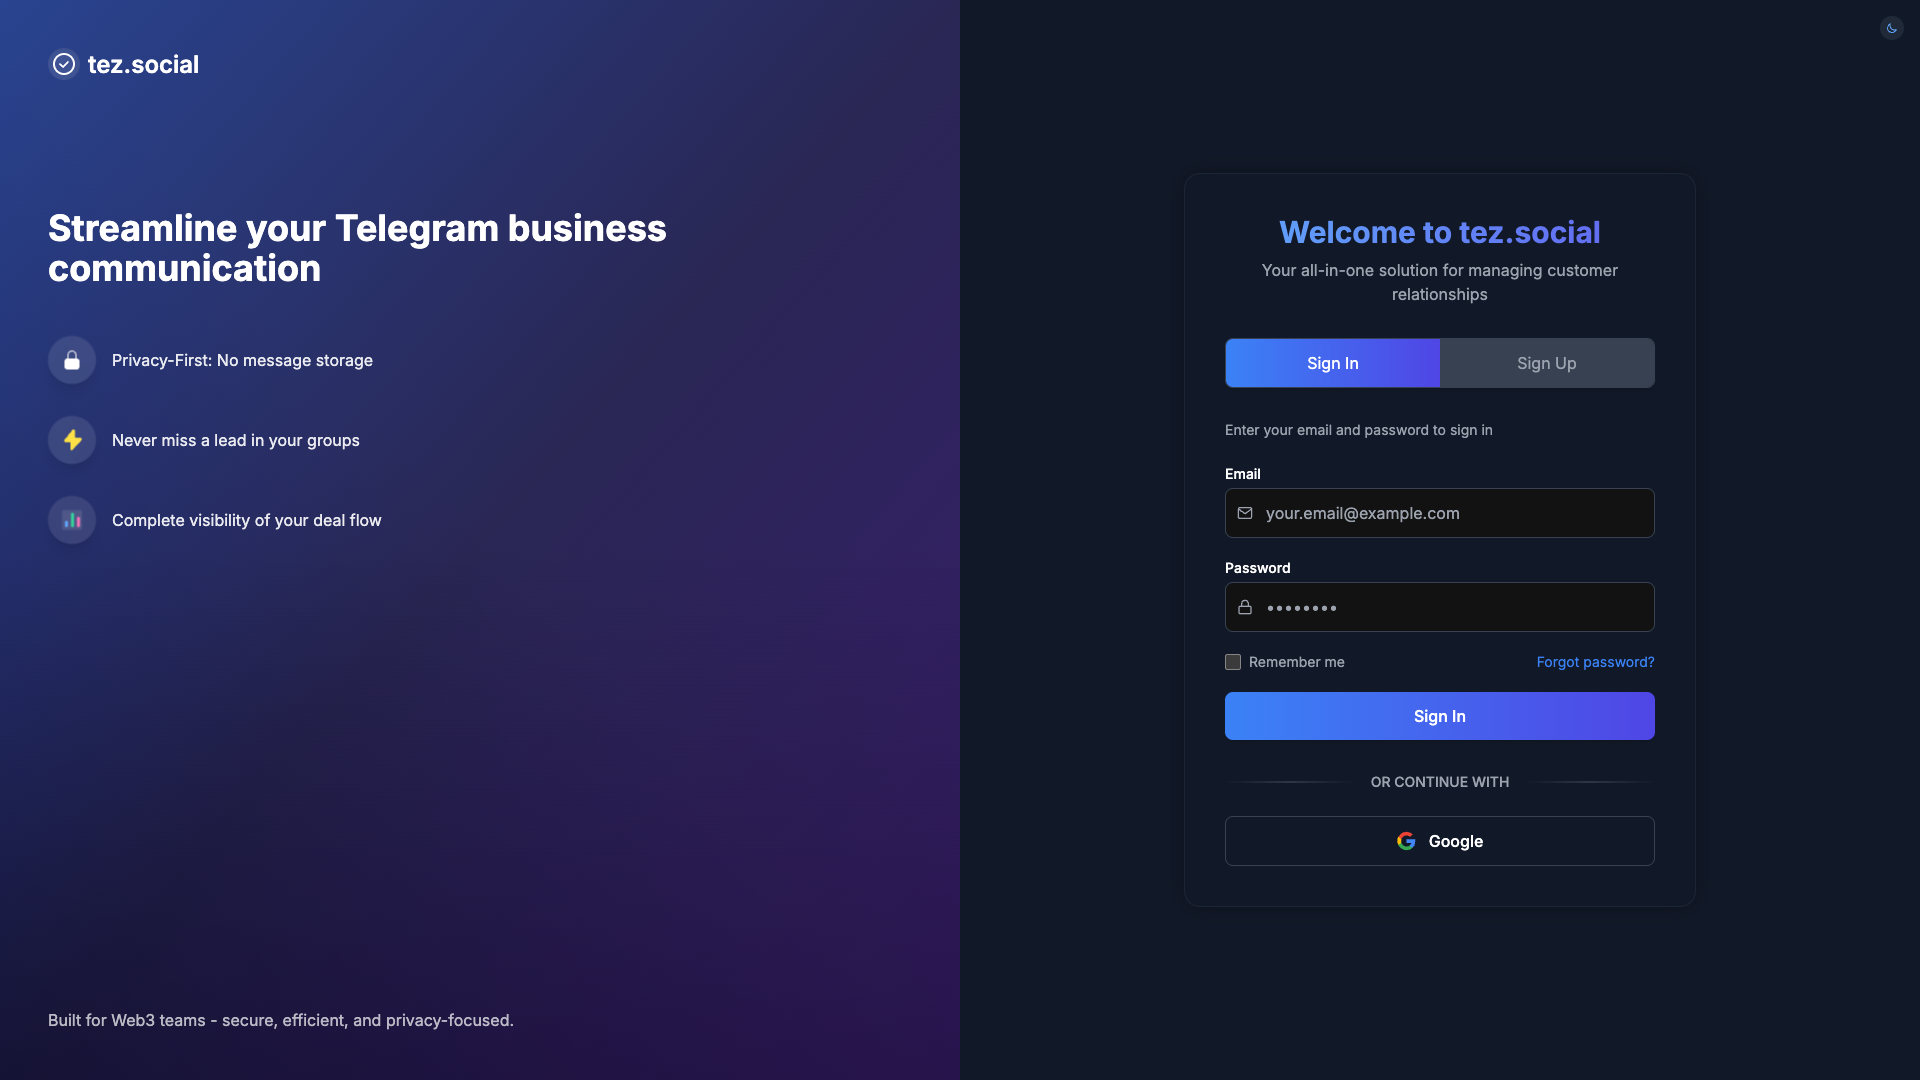 tez.social
Streamline your Telegram business
communication
Privacy-First: No message storage
Never miss a lead in your groups
Complete visibility of your deal flow
Built for Web3 teams - secure, efficient, and privacy-focused.
Welcome to tez.social
Your all-in-one solution for managing customer
relationships
Sign In
Sign Up
Enter your email and password to sign in
Email
your.email@example.com
Password
••••••••
Remember me
Forgot password?
Sign In
OR CONTINUE WITH
Google